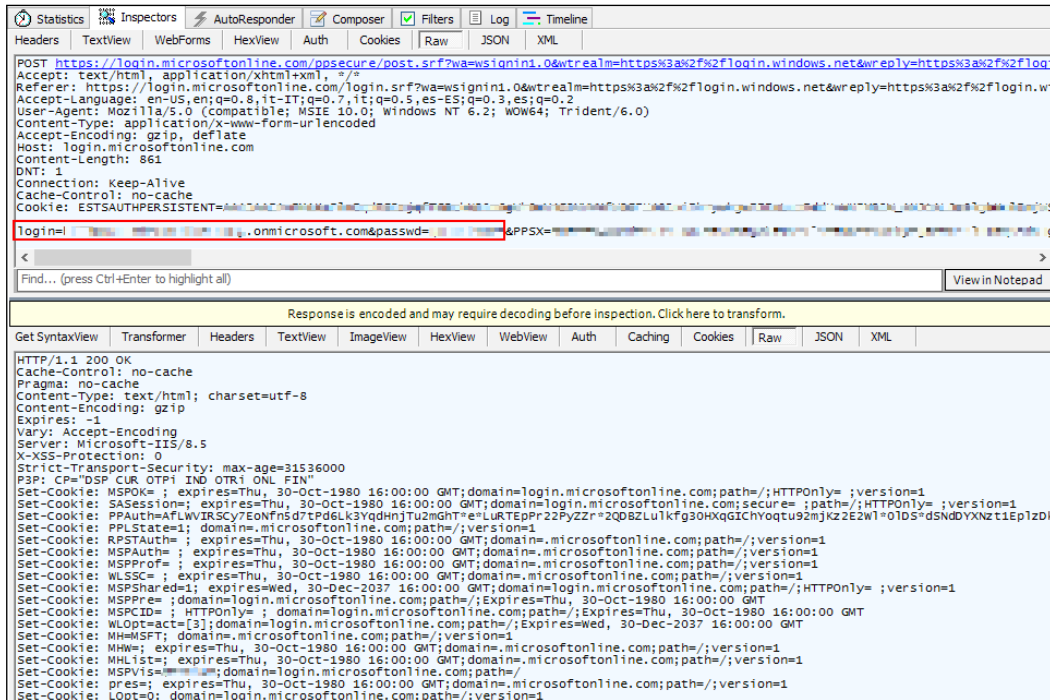 Statistics Inspectors AutoResponder Composer Filters Log Timeline
Headers TextView WebForms HexView Auth Cookies Raw JSON XML
POST https://login.microsoftonline.com/ppsecure/post.srf?wa=wsignin1.0&wtrealm=https%3a%2f%2flogin.windows.net&wreply=https%3a%2f%2flogi
Accept: text/html, application/xhtml+xml, */*
Referer: https://login.microsoftonline.com/login.srf?wa=wsignin1.0&wtrealm=https%3a%2f%2flogin.windows.net&wreply=https%3a%2f%2flogin.wi
Accept-Language: en-US,en;q=0.8,it-IT;q=0.7,it;q=0.5,es-ES;q=0.3,es;q=0.2
User-Agent: Mozilla/5.0 (compatible; MSIE 10.0; Windows NT 6.2; WOW64; Trident/6.0)
Content-Type: application/x-www-form-urlencoded
Accept-Encoding: gzip, deflate
Host: login.microsoftonline.com
Content-Length: 861
DNT: 1
Connection: Keep-Alive
Cache-Control: no-cache
Cookie: ESTSAUTHPERSISTENT=
login= .onmicrosoft.com&passwd= &PPSX=
Find... (press Ctrl+Enter to highlight all) View in Notepad
Response is encoded and may require decoding before inspection. Click here to transform.
Get SyntaxView Transformer Headers TextView ImageView HexView WebView Auth Caching Cookies Raw JSON XML
HTTP/1.1 200 OK
Cache-Control: no-cache
Pragma: no-cache
Content-Type: text/html; charset=utf-8
Content-Encoding: gzip
Expires: -1
Vary: Accept-Encoding
Server: Microsoft-IIS/8.5
X-XSS-Protection: 0
Strict-Transport-Security: max-age=31536000
P3P: CP="DSP CUR OTPi IND OTRi ONL FIN"
Set-Cookie: MSPOK= ; expires=Thu, 30-Oct-1980 16:00:00 GMT;domain=login.microsoftonline.com;path=/;HTTPOnly= ;version=1
Set-Cookie: SASession= ; expires=Thu, 30-Oct-1980 16:00:00 GMT;domain=login.microsoftonline.com;secure= ;path=/;HTTPOnly= ;version=1
Set-Cookie: PPAuth=AfLWVIRSCy7EoNfnSd7tPd6Lk3YqdHnjTu2mGhT*e*LuRTEpPr22PyZZr*2QDBZLulkfg30HXqGIChYoqtu92mjKz2E2Wl*OlDS*dSNdDYXNzt1EplzDk
Set-Cookie: PPLState=1; domain=.microsoftonline.com;path=/;version=1
Set-Cookie: RPSTAuth= ; expires=Thu, 30-Oct-1980 16:00:00 GMT;domain=.microsoftonline.com;path=/;version=1
Set-Cookie: MSPAuth= ; expires=Thu, 30-Oct-1980 16:00:00 GMT;domain=.microsoftonline.com;path=/;version=1
Set-Cookie: MSPProf= ; expires=Thu, 30-Oct-1980 16:00:00 GMT;domain=.microsoftonline.com;path=/;version=1
Set-Cookie: WLSSC= ; expires=Thu, 30-Oct-1980 16:00:00 GMT;domain=.microsoftonline.com;path=/;version=1
Set-Cookie: MSPShared=1; expires=Wed, 30-Dec-2037 16:00:00 GMT;domain=login.microsoftonline.com;path=/;HTTPOnly= ;version=1
Set-Cookie: MSPPre= ;domain=login.microsoftonline.com;path=/;Expires=Thu, 30-Oct-1980 16:00:00 GMT
Set-Cookie: MSPCID= ; HTTPOnly= ; domain=login.microsoftonline.com;path=/;Expires=Thu, 30-Oct-1980 16:00:00 GMT
Set-Cookie: WLOpt=act=[3];domain=login.microsoftonline.com;path=/;Expires=Wed, 30-Dec-2037 16:00:00 GMT
Set-Cookie: MH=MSFT; domain=.microsoftonline.com;path=/;version=1
Set-Cookie: MHW=; expires=Thu, 30-Oct-1980 16:00:00 GMT;domain=.microsoftonline.com;path=/;version=1
Set-Cookie: MHList=; expires=Thu, 30-Oct-1980 16:00:00 GMT;domain=.microsoftonline.com;path=/;version=1
Set-Cookie: MSPVis= ;domain=login.microsoftonline.com;path=/
Set-Cookie: pres=; expires=Thu, 30-Oct-1980 16:00:00 GMT;domain=.microsoftonline.com;path=/;version=1
Set-Cookie: LOpt=0; domain=login.microsoftonline.com;path=/;version=1